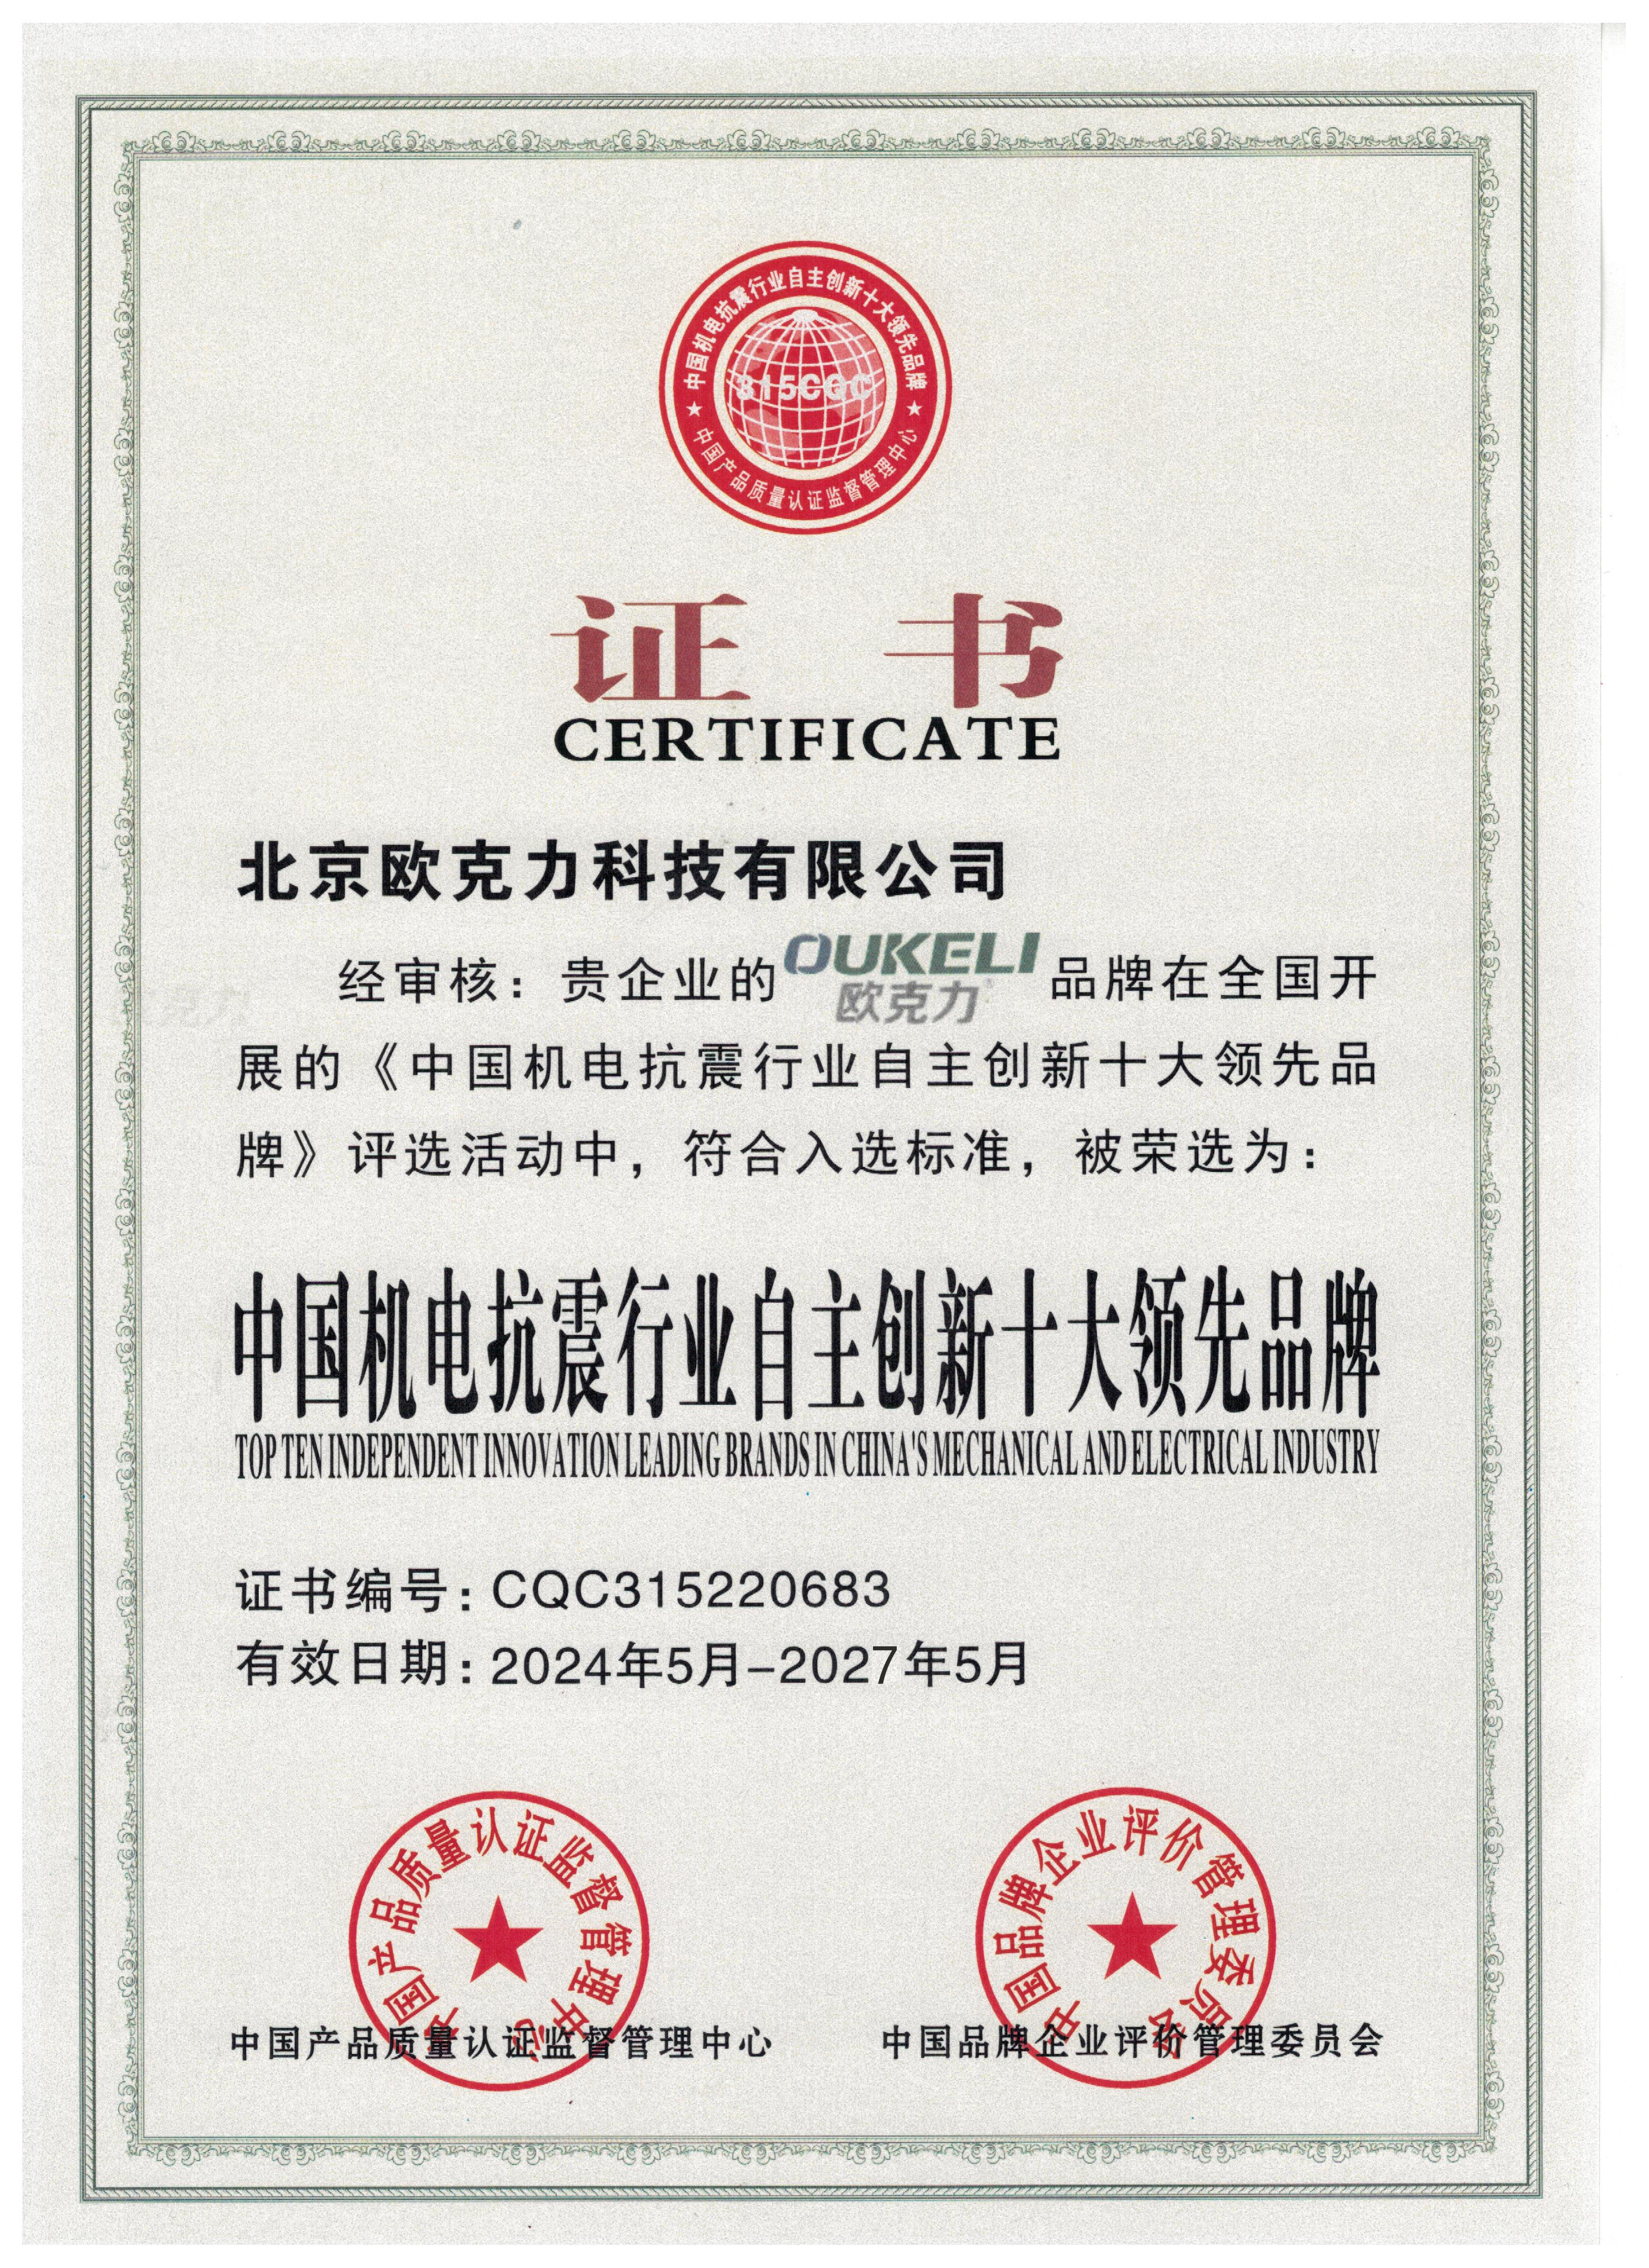 中国机电抗震行业自主创新十大领先品牌
315CQC
★中国产品质量认证监督管理中心★
证书
CERTIFICATE
北京欧克力科技有限公司
经审核：贵企业的OUKELI欧克力®品牌在全国开
展的《中国机电抗震行业自主创新十大领先品
牌》评选活动中，符合入选标准，被荣选为：
中国机电抗震行业自主创新十大领先品牌
TOP TEN INDEPENDENT INNOVATION LEADING BRANDS IN CHINA'S MECHANICAL AND ELECTRICAL INDUSTRY
证书编号：CQC315220683
有效日期：2024年5月-2027年5月
中国产品质量认证监督管理中心
中国品牌企业评价管理委员会
中国产品质量认证监督管理中心
中国品牌企业评价管理委员会